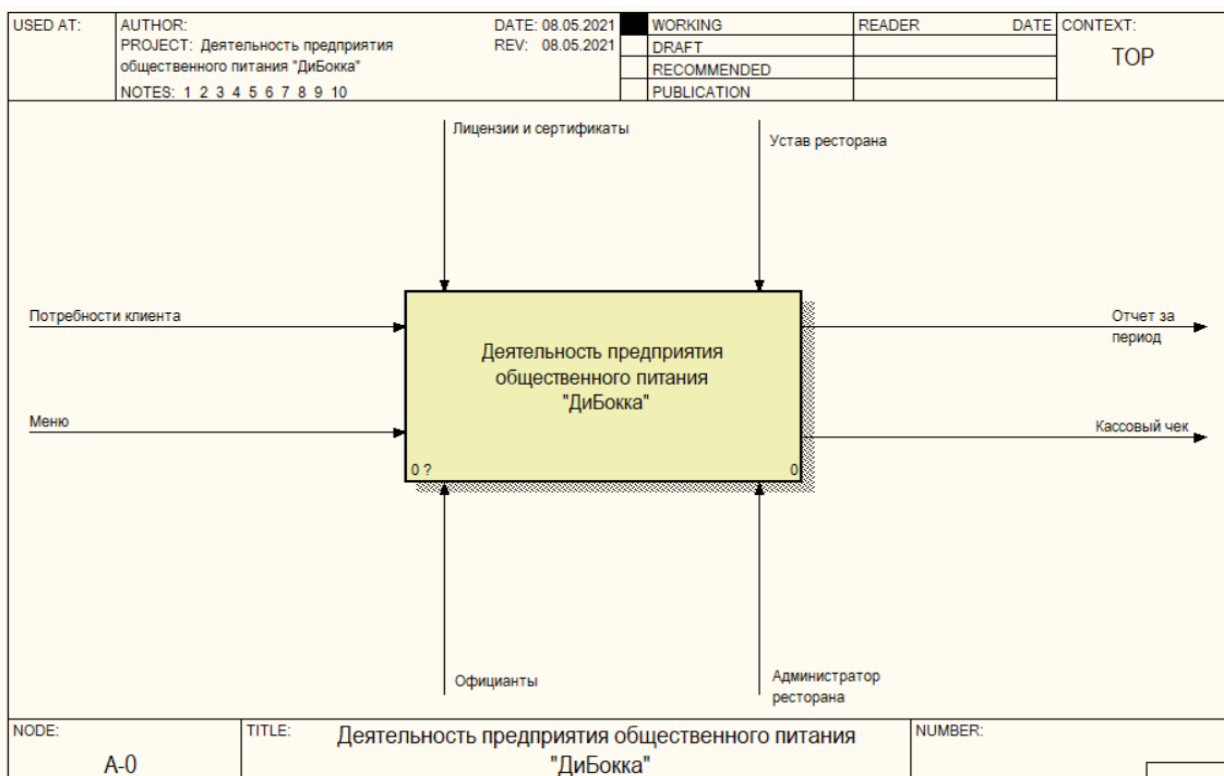 USED AT:
AUTHOR:
DATE: 08.05.2021
WORKING
READER
DATE
CONTEXT:
PROJECT: Деятельность предприятия
REV: 08.05.2021
DRAFT
TOP
общественного питания "ДиБокка"
RECOMMENDED
NOTES: 1 2 3 4 5 6 7 8 9 10
PUBLICATION
Лицензии и сертификаты
Устав ресторана
Потребности клиента
Отчет за
период
Деятельность предприятия
общественного питания
"ДиБокка"
Меню
Кассовый чек
0 ?
0
Официанты
Администратор
ресторана
NODE:
TITLE:
Деятельность предприятия общественного питания
NUMBER:
A-0
"ДиБокка"